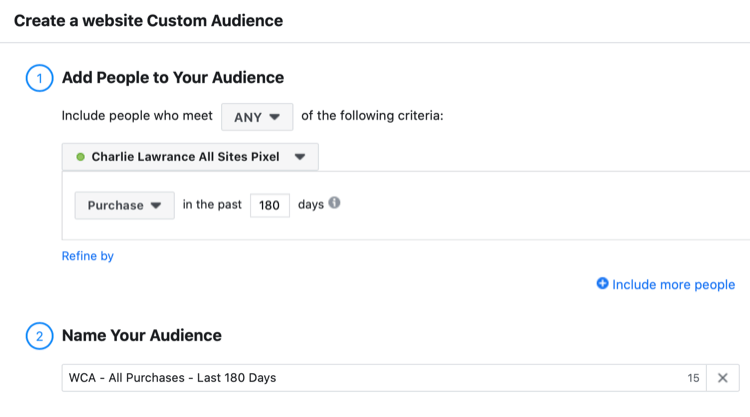 Create a website Custom Audience
1 Add People to Your Audience
Include people who meet ANY of the following criteria:
Charlie Lawrance All Sites Pixel
Purchase in the past 180 days
Refine by
Include more people
2 Name Your Audience
WCA - All Purchases - Last 180 Days 15